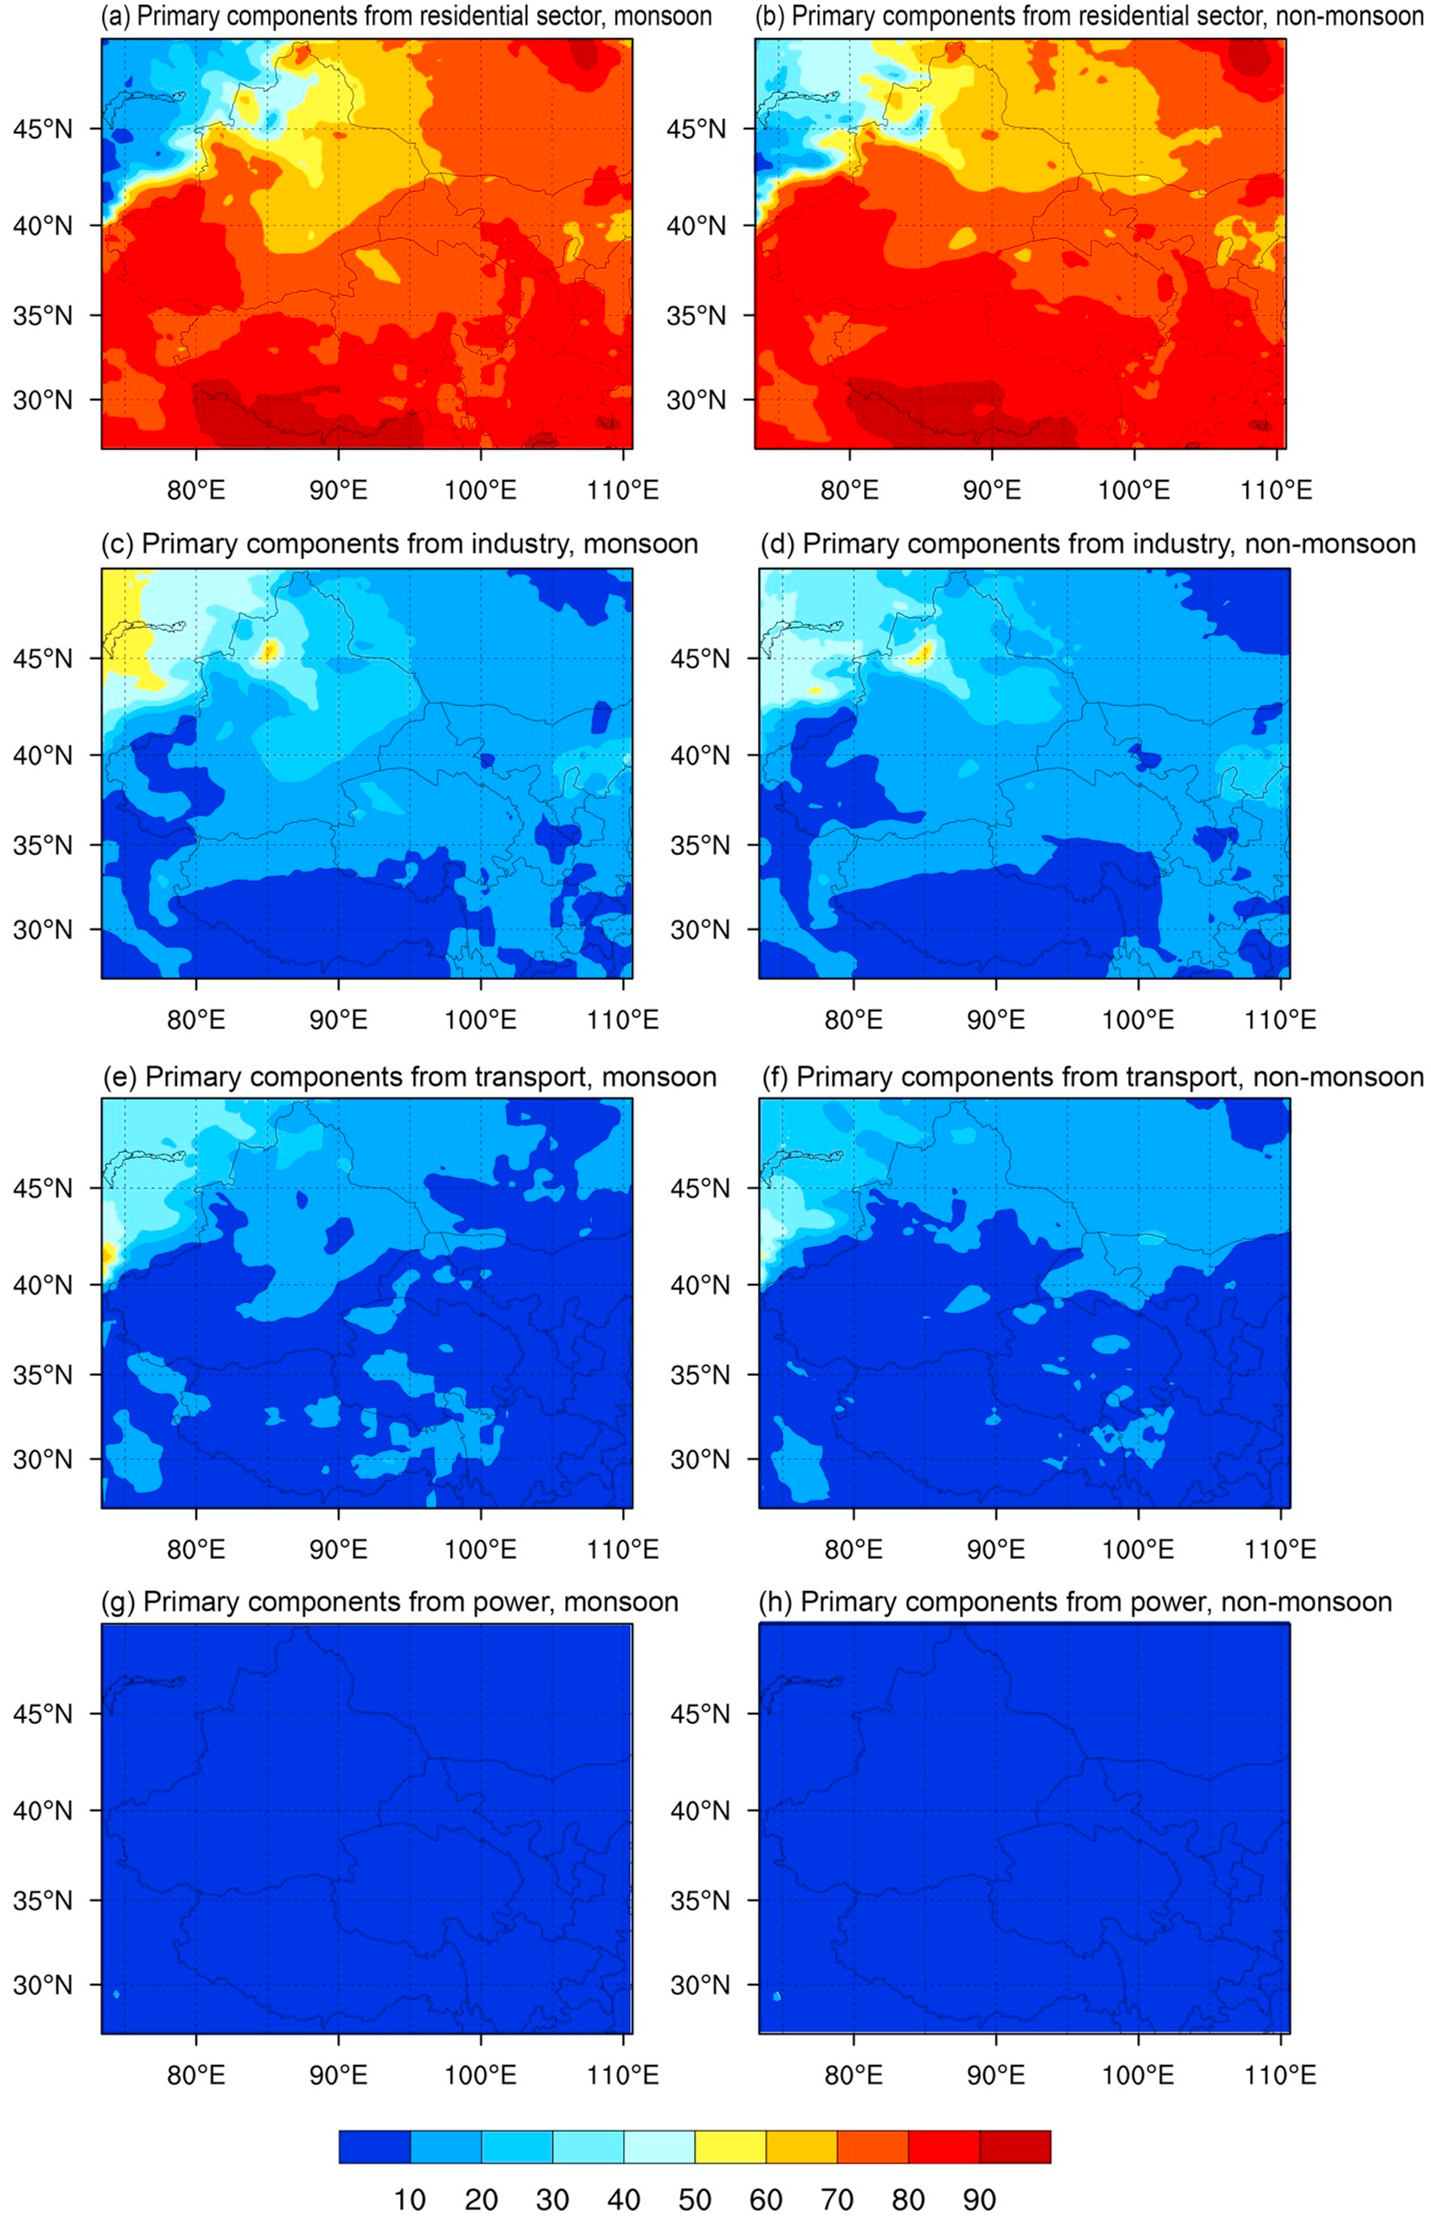 (a) Primary components from residential sector, monsoon
(b) Primary components from residential sector, non-monsoon
45°N
40°N
35°N
30°N
45°N
40°N
35°N
30°N
80°E 90°E 100°E 110°E
80°E 90°E 100°E 110°E
(c) Primary components from industry, monsoon
(d) Primary components from industry, non-monsoon
45°N
40°N
35°N
30°N
45°N
40°N
35°N
30°N
80°E 90°E 100°E 110°E
80°E 90°E 100°E 110°E
(e) Primary components from transport, monsoon
(f) Primary components from transport, non-monsoon
45°N
40°N
35°N
30°N
45°N
40°N
35°N
30°N
80°E 90°E 100°E 110°E
80°E 90°E 100°E 110°E
(g) Primary components from power, monsoon
(h) Primary components from power, non-monsoon
45°N
40°N
35°N
30°N
45°N
40°N
35°N
30°N
80°E 90°E 100°E 110°E
80°E 90°E 100°E 110°E
10 20 30 40 50 60 70 80 90